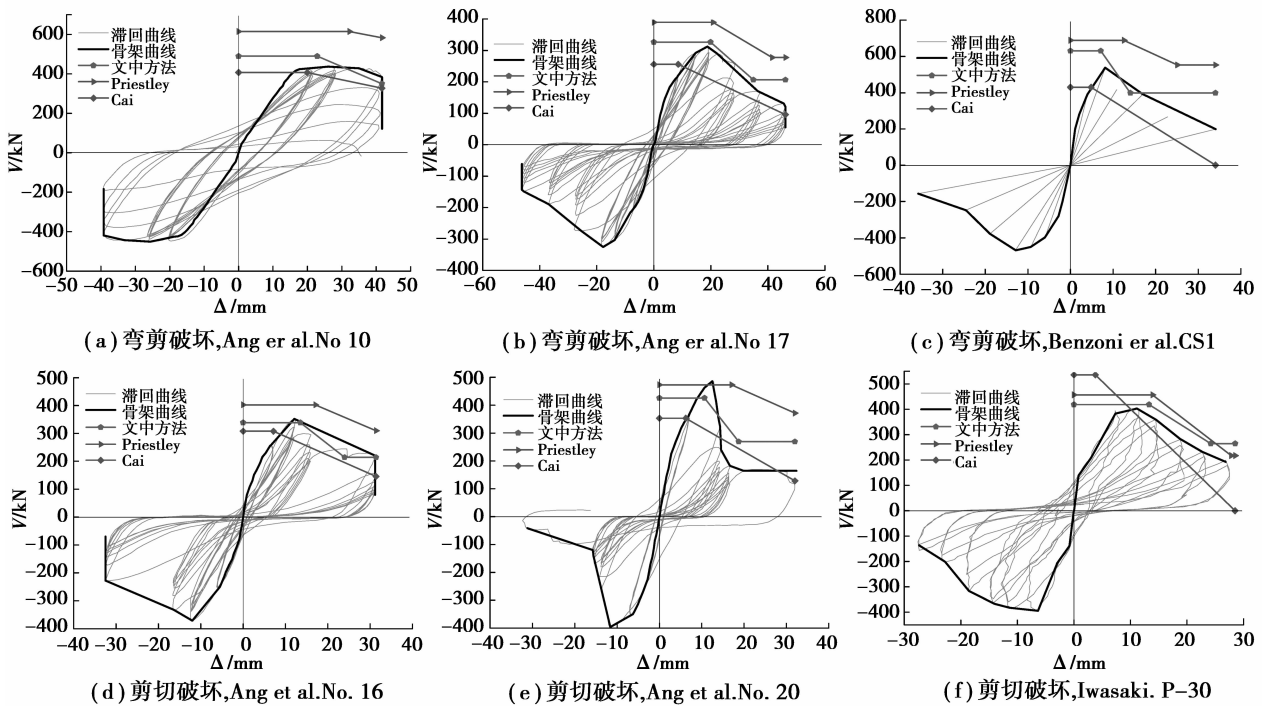 600
400
200
0
−200
−400
−600
V/kN
滞回曲线
骨架曲线
文中方法
Priestley
Cai
−50 −40 −30 −20 −10 0 10 20 30 40 50
Δ/mm
(a) 弯剪破坏,Ang er al.No 10
400
300
200
100
0
−100
−200
−300
−400
V/kN
滞回曲线
骨架曲线
文中方法
Priestley
Cai
−60 −40 −20 0 20 40 60
Δ/mm
(b) 弯剪破坏,Ang er al.No 17
800
600
400
200
0
−200
−400
−600
V/kN
滞回曲线
骨架曲线
文中方法
Priestley
Cai
−40 −30 −20 −10 0 10 20 30 40
Δ/mm
(c) 弯剪破坏,Benzoni er al.CS1
500
400
300
200
100
0
−100
−200
−300
−400
V/kN
滞回曲线
骨架曲线
文中方法
Priestley
Cai
−40 −30 −20 −10 0 10 20 30 40
Δ/mm
(d) 剪切破坏,Ang et al.No. 16
500
400
300
200
100
0
−100
−200
−300
−400
V/kN
滞回曲线
骨架曲线
文中方法
Priestley
Cai
−40 −30 −20 −10 0 10 20 30 40
Δ/mm
(e) 剪切破坏,Ang et al.No. 20
500
400
300
200
100
0
−100
−200
−300
−400
V/kN
滞回曲线
骨架曲线
文中方法
Priestley
Cai
−30 −20 −10 0 10 20 30
Δ/mm
(f) 剪切破坏,Iwasaki. P−30